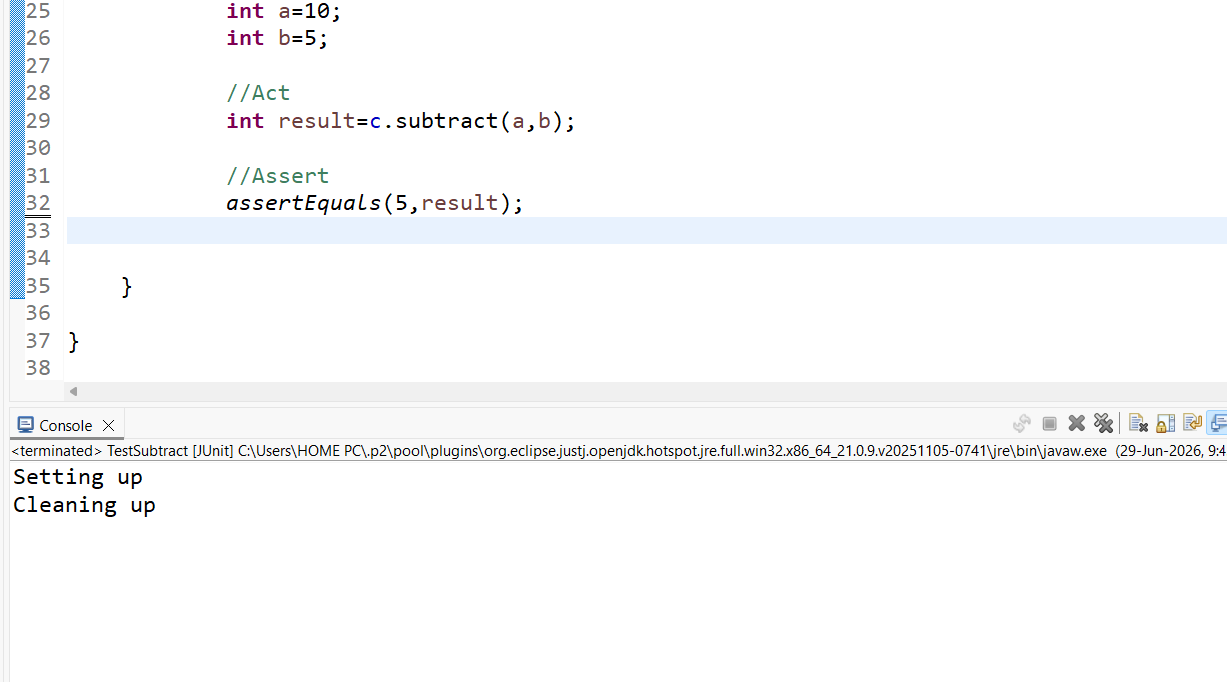 25 int a=10;
26 int b=5;
27
28 //Act
29 int result=c.subtract(a,b);
30
31 //Assert
32 assertEquals(5,result);
33
34
35 }
36
37 }
38
Console
<terminated> TestSubtract [JUnit] C:\Users\HOME PC\.p2\pool\plugins\org.eclipse.justj.openjdk.hotspot.jre.full.win32.x86_64_21.0.9.v20251105-0741\jre\bin\javaw.exe (29-Jun-2026, 9:4
Setting up
Cleaning up